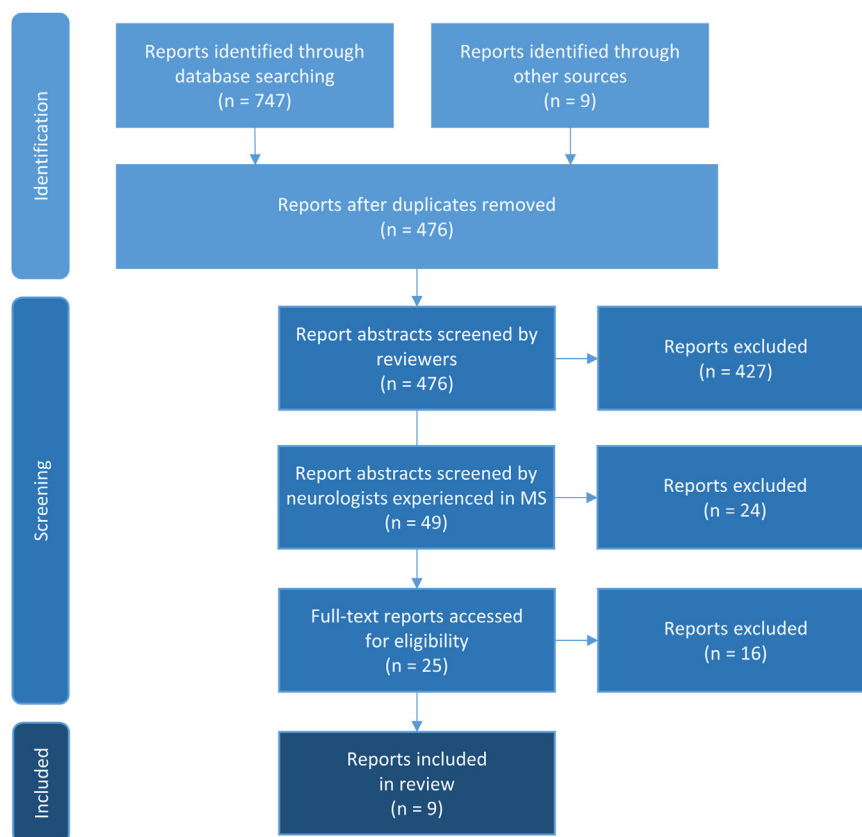 Identification
Reports identified through
database searching
(n = 747)
Reports identified through
other sources
(n = 9)
Reports after duplicates removed
(n = 476)
Screening
Report abstracts screened by
reviewers
(n = 476)
Reports excluded
(n = 427)
Report abstracts screened by
neurologists experienced in MS
(n = 49)
Reports excluded
(n = 24)
Full-text reports accessed
for eligibility
(n = 25)
Reports excluded
(n = 16)
Included
Reports included
in review
(n = 9)